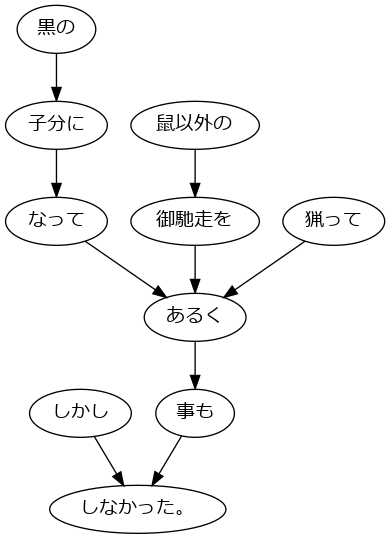 黒の
子分に
鼠以外の
なって
御馳走を
猟って
あるく
しかし
事も
しなかった。